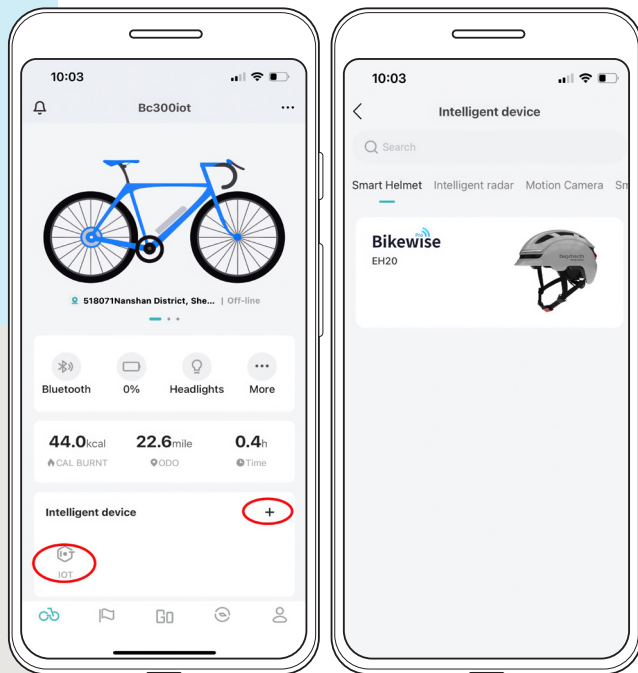 10:03
Bc300iot
518071Nanshan District, She... | Off-line
Bluetooth 0% Headlights More
44.0kcal 22.6mile 0.4h
CAL BURNT ODO Time
Intelligent device +
IOT
GO
10:03
Intelligent device
Search
Smart Helmet Intelligent radar Motion Camera Sm
Bikewise
EH20